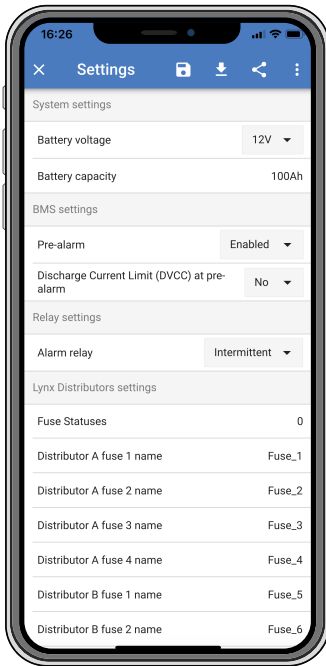 16:26
Settings
System settings
Battery voltage 12V
Battery capacity 100Ah
BMS settings
Pre-alarm Enabled
Discharge Current Limit (DVCC) at pre-
alarm No
Relay settings
Alarm relay Intermittent
Lynx Distributors settings
Fuse Statuses 0
Distributor A fuse 1 name Fuse_1
Distributor A fuse 2 name Fuse_2
Distributor A fuse 3 name Fuse_3
Distributor A fuse 4 name Fuse_4
Distributor B fuse 1 name Fuse_5
Distributor B fuse 2 name Fuse_6